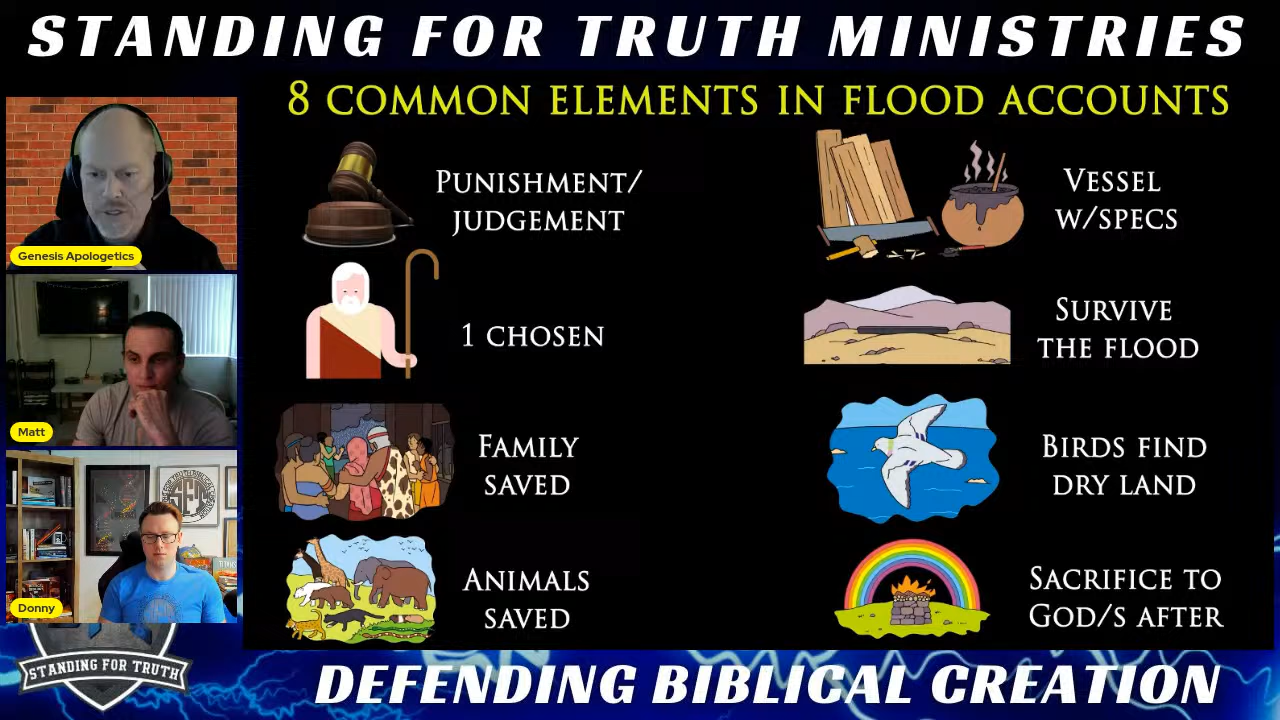 STANDING FOR TRUTH MINISTRIES
8 COMMON ELEMENTS IN FLOOD ACCOUNTS
PUNISHMENT/
JUDGEMENT
VESSEL
W/SPECS
1 CHOSEN
SURVIVE
THE FLOOD
FAMILY
SAVED
BIRDS FIND
DRY LAND
ANIMALS
SAVED
SACRIFICE TO
GOD/S AFTER
Genesis Apologetics
Matt
SFT
Donny
STANDING FOR TRUTH
DEFENDING BIBLICAL CREATION